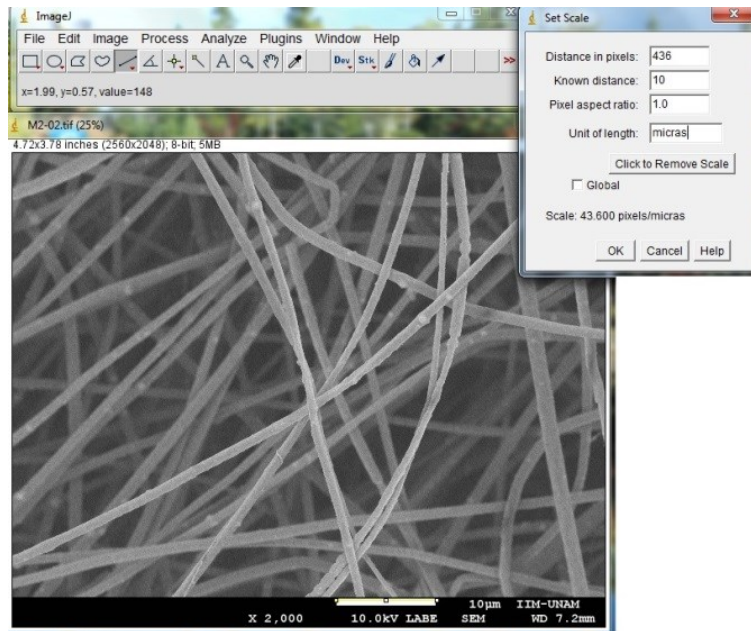 ImageJ
File Edit Image Process Analyze Plugins Window Help
A Dev Stk >>
x=1.99, y=0.57, value=148
M2-02.tif (25%)
4.72x3.78 inches (2560x2048); 8-bit; 5MB
X 2,000 10.0kV LABE 10μm SEM IIM-UNAM WD 7.2mm
Set Scale
X
Distance in pixels: 436
Known distance: 10
Pixel aspect ratio: 1.0
Unit of length: micras
Click to Remove Scale
Global
Scale: 43.600 pixels/micras
OK Cancel Help